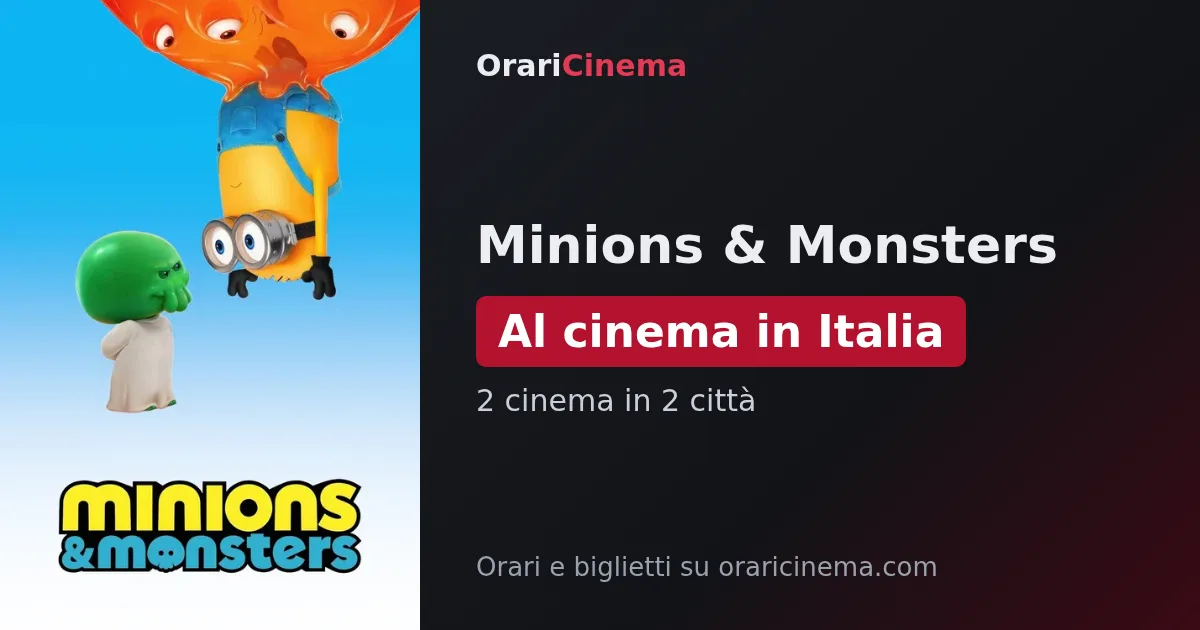 minions
&monsters
OrariCinema
Minions & Monsters
Al cinema in Italia
2 cinema in 2 città
Orari e biglietti su oraricinema.com